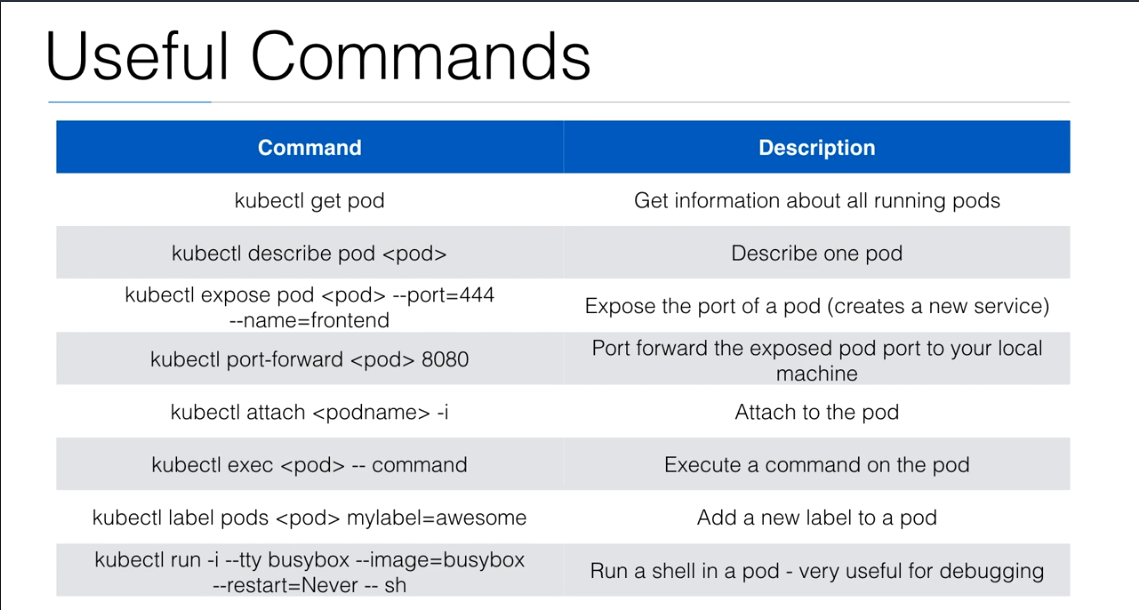 Useful Commands
Command Description
kubectl get pod Get information about all running pods
kubectl describe pod <pod> Describe one pod
kubectl expose pod <pod> --port=444
--name=frontend
Expose the port of a pod (creates a new service)
kubectl port-forward <pod> 8080
Port forward the exposed pod port to your local
machine
kubectl attach <podname> -i Attach to the pod
kubectl exec <pod> -- command Execute a command on the pod
kubectl label pods <pod> mylabel=awesome Add a new label to a pod
kubectl run -i --tty busybox --image=busybox
--restart=Never -- sh
Run a shell in a pod - very useful for debugging